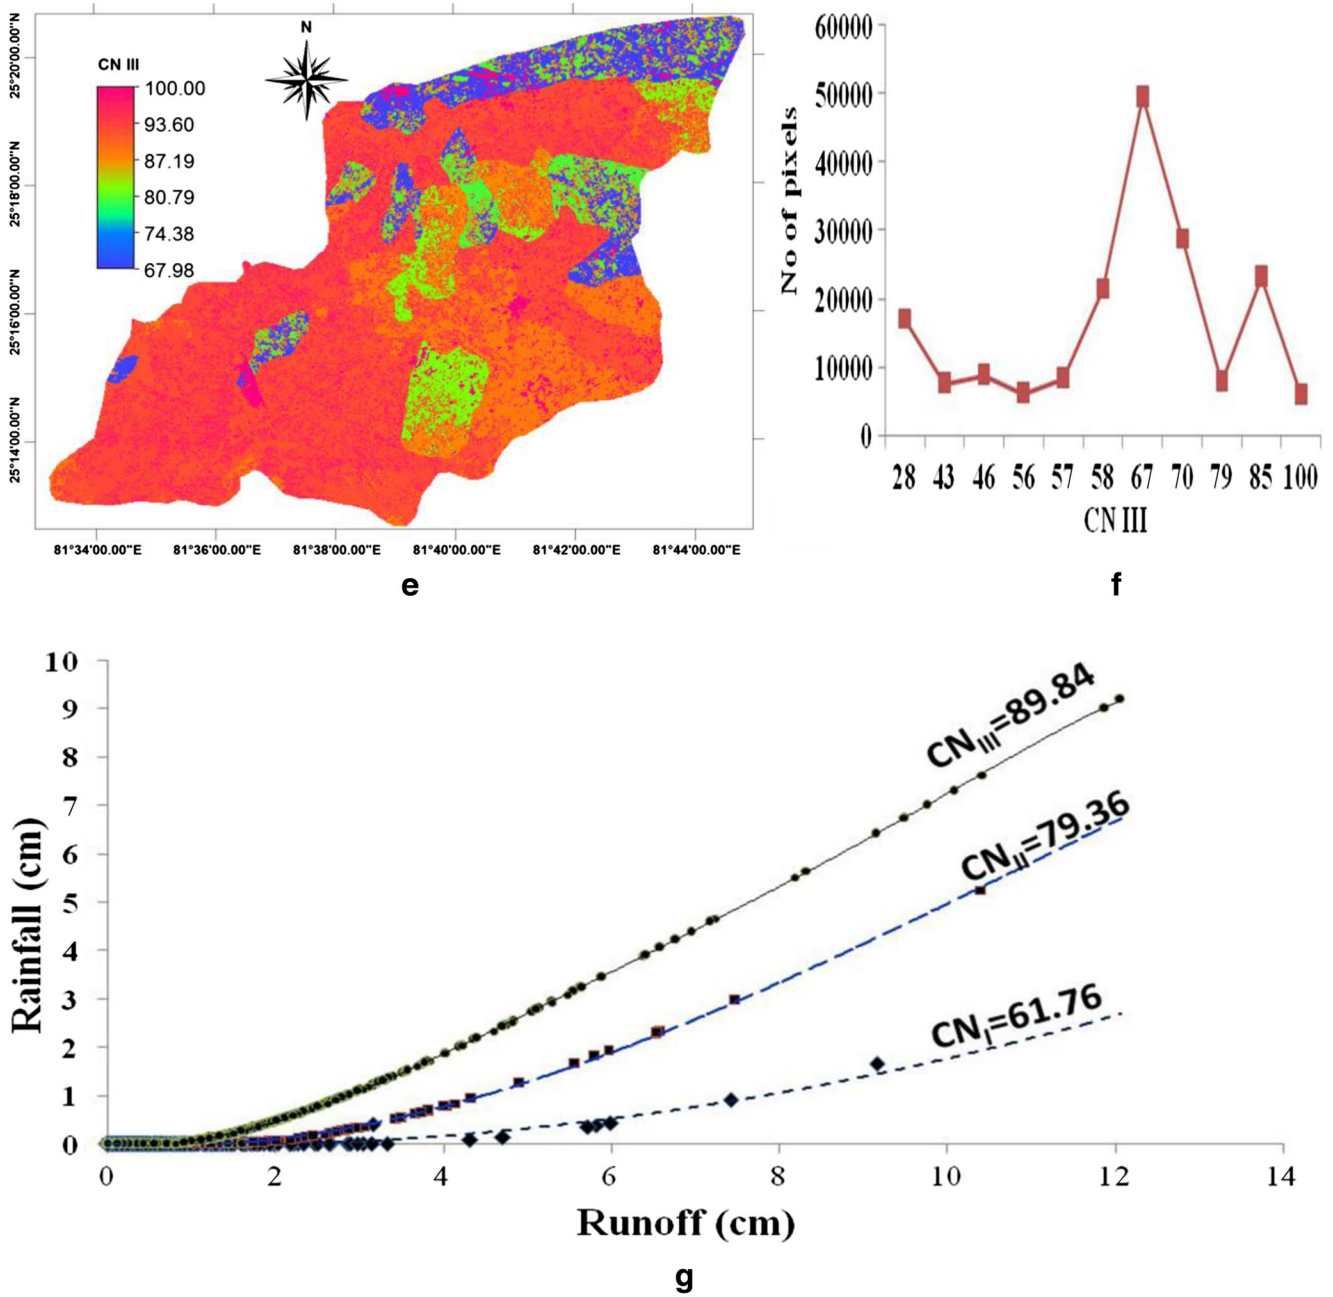 CN III
100.00
93.60
87.19
80.79
74.38
67.98
N
25°20'00.00"N
25°18'00.00"N
25°16'00.00"N
25°14'00.00"N
81°34'00.00"E 81°36'00.00"E 81°38'00.00"E 81°40'00.00"E 81°42'00.00"E 81°44'00.00"E
e
No of pixels
60000
50000
40000
30000
20000
10000
0
28 43 46 56 57 58 67 70 79 85 100
CN III
f
Rainfall (cm)
10
9
8
7
6
5
4
3
2
1
0
CNIII=89.84
CNII=79.36
CNI=61.76
0 2 4 6 8 10 12 14
Runoff (cm)
g